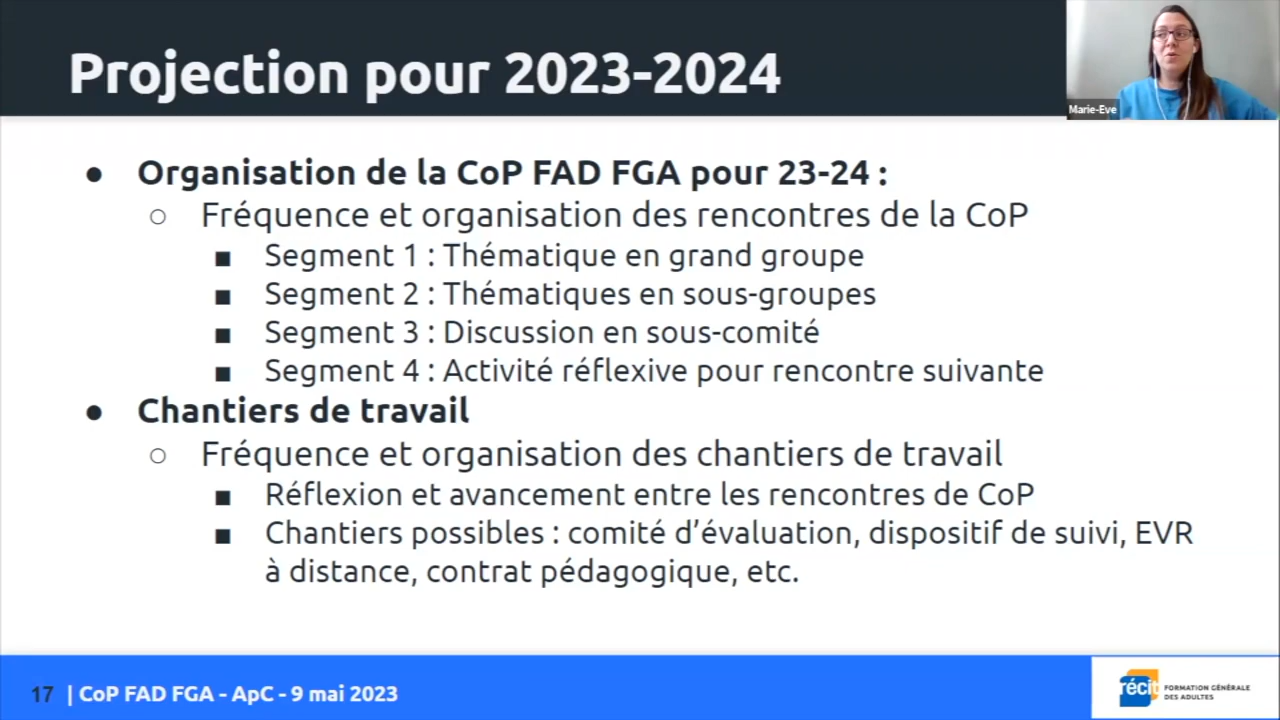 Projection pour 2023-2024
Marie-Eve
● Organisation de la CoP FAD FGA pour 23-24 :
○ Fréquence et organisation des rencontres de la CoP
■ Segment 1 : Thématique en grand groupe
■ Segment 2 : Thématiques en sous-groupes
■ Segment 3 : Discussion en sous-comité
■ Segment 4 : Activité réflexive pour rencontre suivante
● Chantiers de travail
○ Fréquence et organisation des chantiers de travail
■ Réflexion et avancement entre les rencontres de CoP
■ Chantiers possibles : comité d’évaluation, dispositif de suivi, EVR
à distance, contrat pédagogique, etc.
17 | CoP FAD FGA - ApC - 9 mai 2023
récit
FORMATION GÉNÉRALE
DES ADULTES